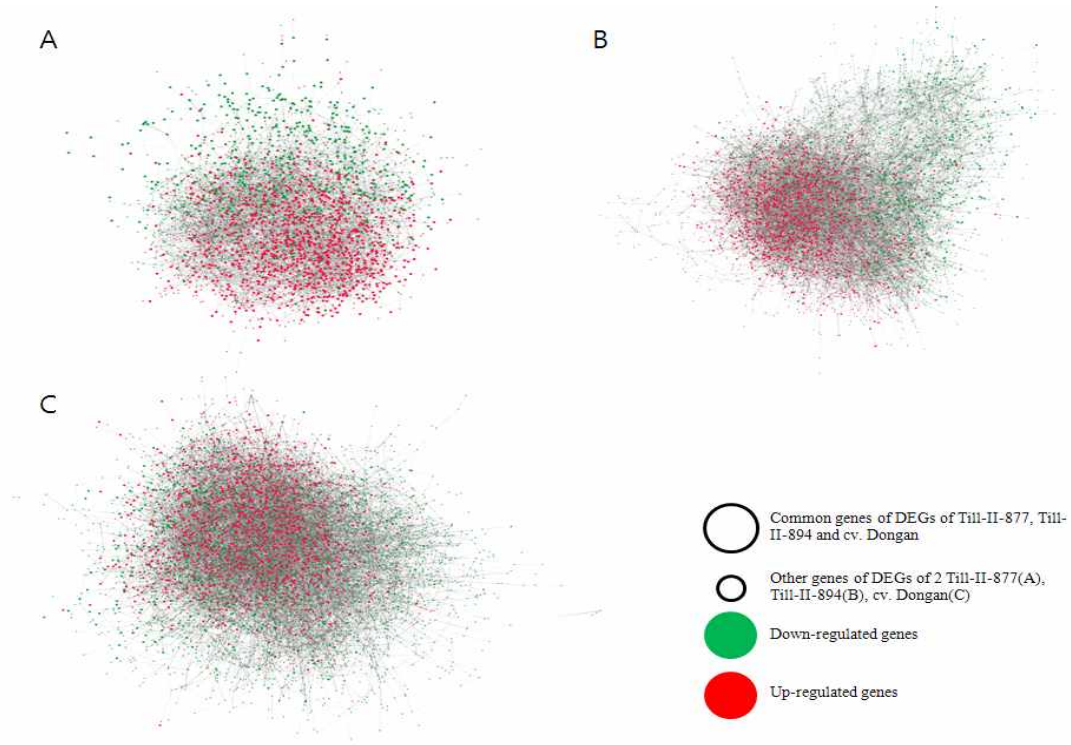 A
B
C
Common genes of DEGs of Till-II-877, Till-
II-894 and cv. Dongan
Other genes of DEGs of 2 Till-II-877(A),
Till-II-894(B), cv. Dongan(C)
Down-regulated genes
Up-regulated genes